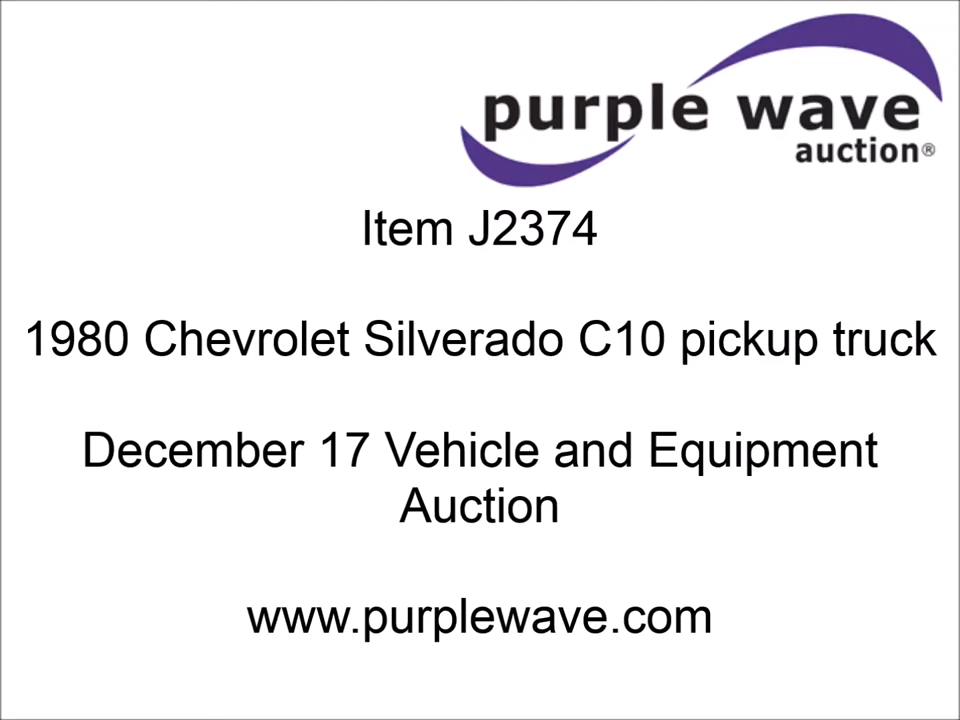 purple wave
auction®
Item J2374
1980 Chevrolet Silverado C10 pickup truck
December 17 Vehicle and Equipment
Auction
www.purplewave.com